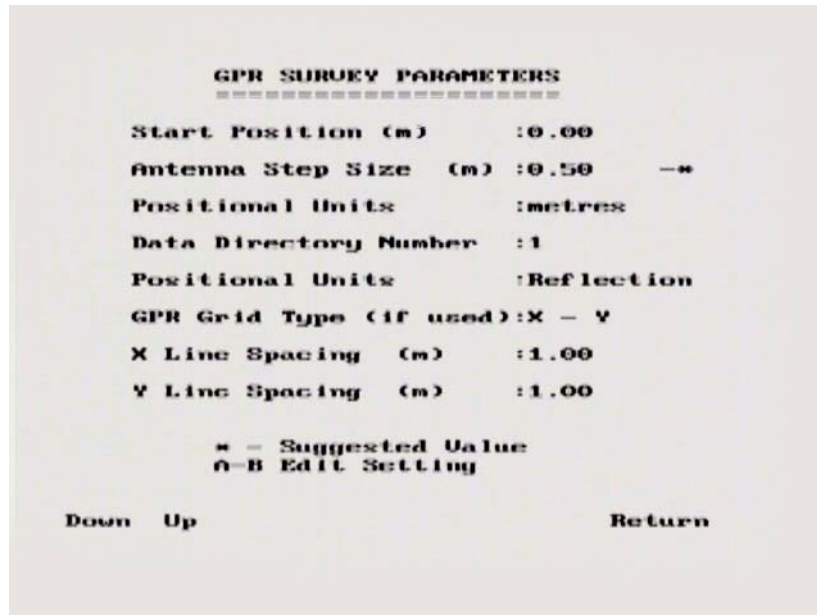 GPR SURVEY PARAMETERS
=====================
Start Position (m) :0.00
Antenna Step Size (m) :0.50 -*
Positional Units :metres
Data Directory Number :1
Positional Units :Reflection
GPR Grid Type (if used):X - Y
X Line Spacing (m) :1.00
Y Line Spacing (m) :1.00
* - Suggested Value
A-B Edit Setting
Down Up Return